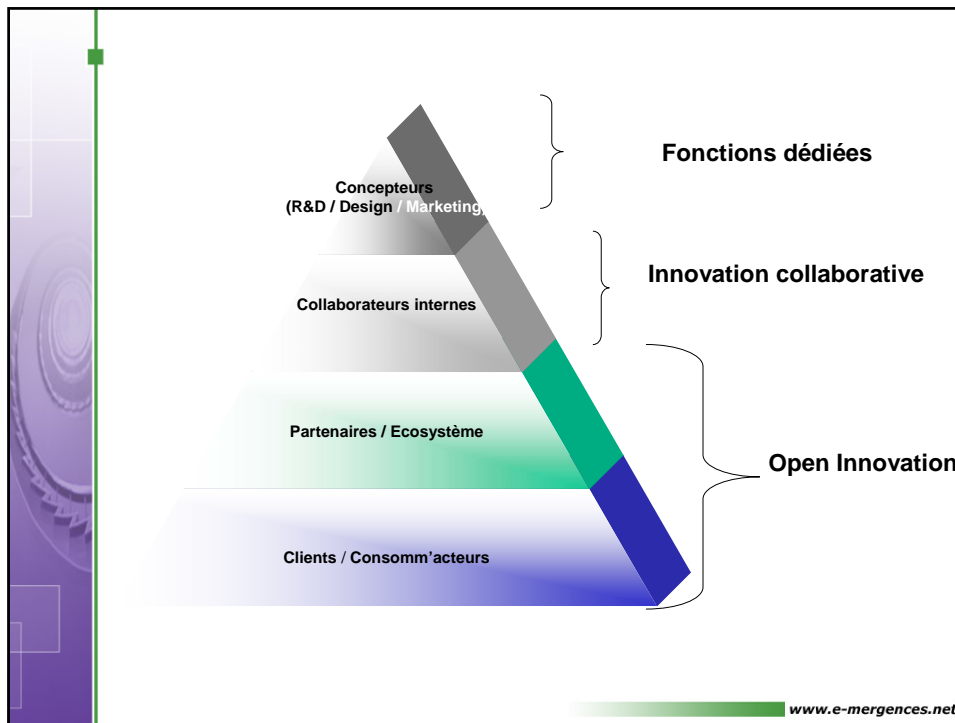 Fonctions dédiées
Concepteurs
(R&D / Design / Marketing)
Innovation collaborative
Collaborateurs internes
Partenaires / Ecosystème
Open Innovation
Clients / Consomm'acteurs
www.e-mergences.net